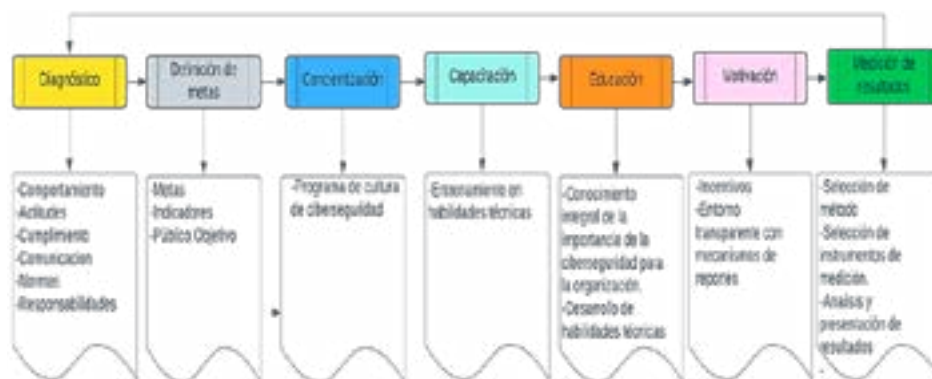 Diagnóstico
Definición de
metas
Concientización
Capacitación
Educación
Motivación
Medición de
resultados
-Comportamiento
-Actitudes
-Cumplimiento
-Comunicacion
-Normas
-Responsabilidades
-Metas
-Indicadores
-Público Objetivo
-Programa de cultura
de ciberseguidad
-Entrenamiento en
habilidades técnicas
-Conocimiento
integral de la
importancia de la
ciberseguridad para
la organización.
-Desarrollo de
habilidades técnicas
-Incentivos
-Entorno
transparente con
mecanismos de
reportes
-Selección de
método
-Selección de
instrumentos de
medición.
-Analisis y
presentación de
resultados